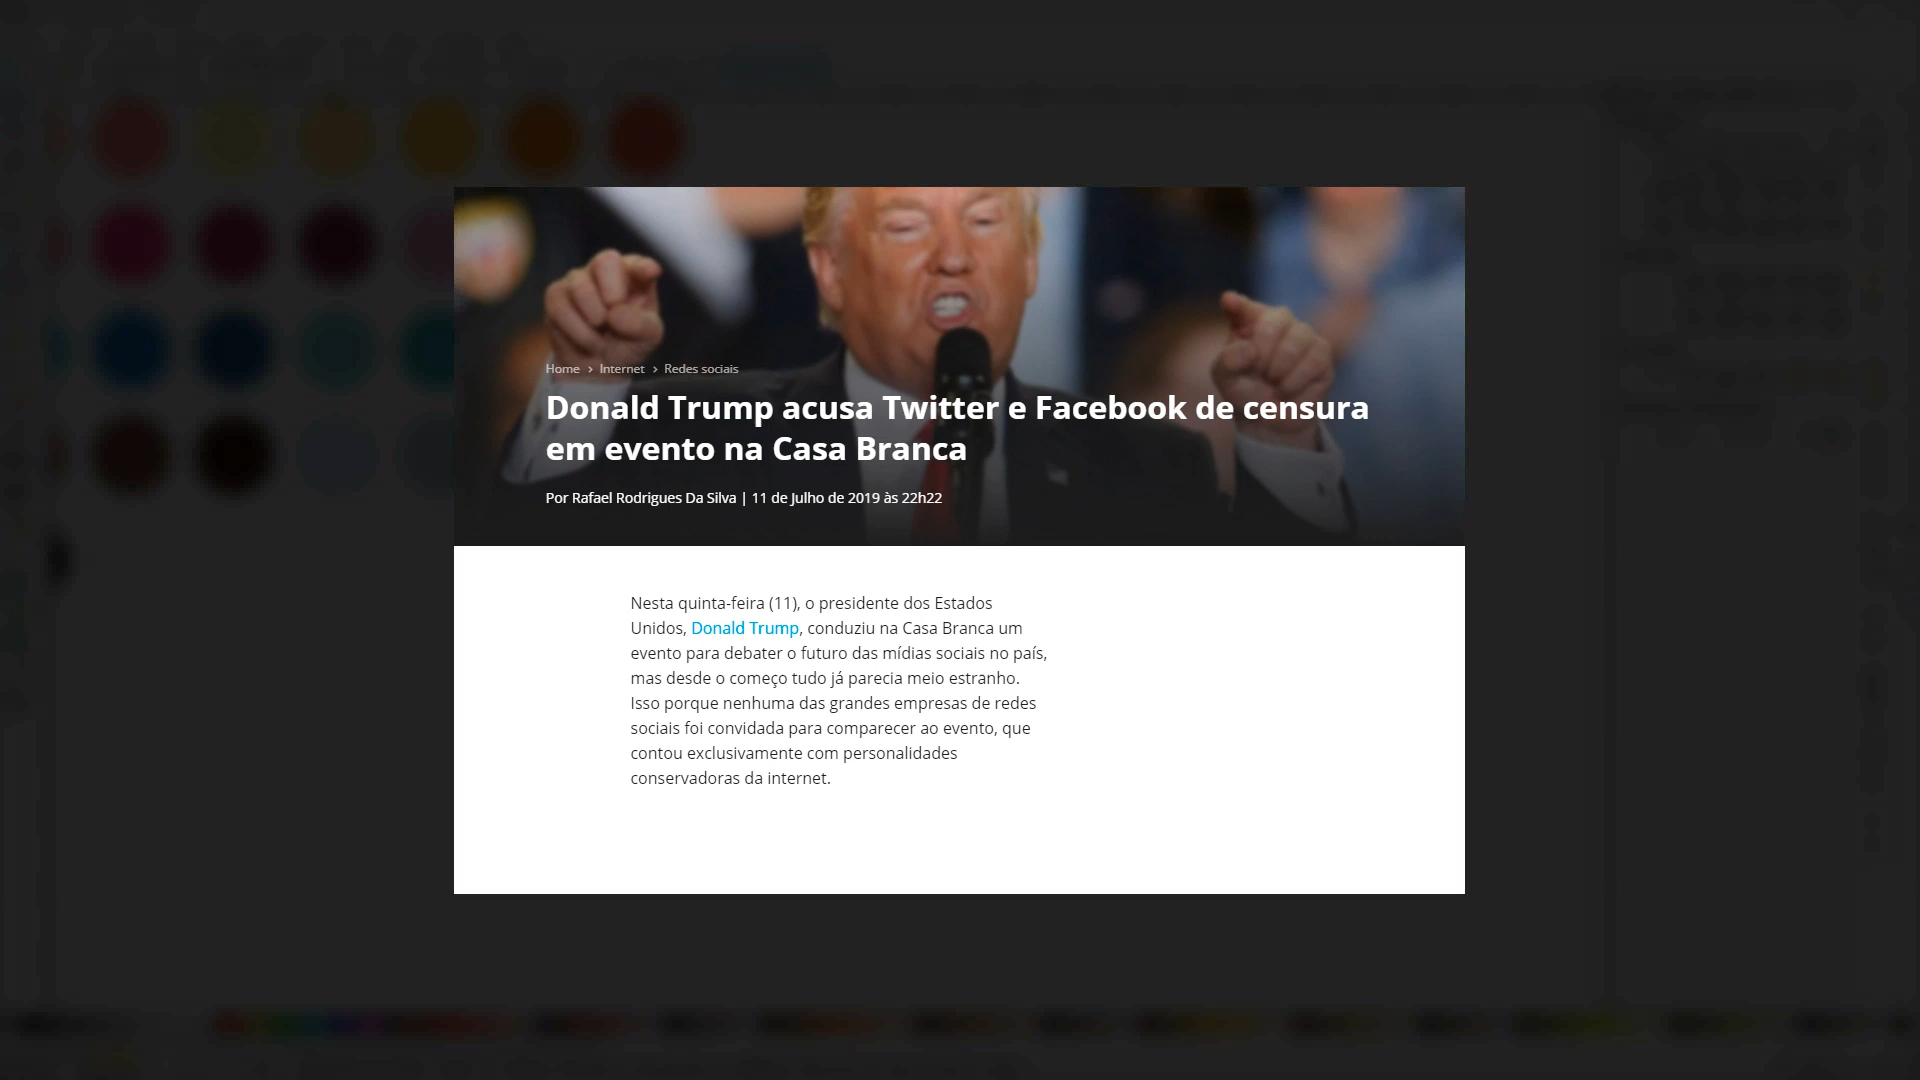 Home › Internet › Redes sociais
Donald Trump acusa Twitter e Facebook de censura
em evento na Casa Branca
Por Rafael Rodrigues Da Silva | 11 de Julho de 2019 às 22h22
Nesta quinta-feira (11), o presidente dos Estados
Unidos, Donald Trump, conduziu na Casa Branca um
evento para debater o futuro das mídias sociais no país,
mas desde o começo tudo já parecia meio estranho.
Isso porque nenhuma das grandes empresas de redes
sociais foi convidada para comparecer ao evento, que
contou exclusivamente com personalidades
conservadoras da internet.